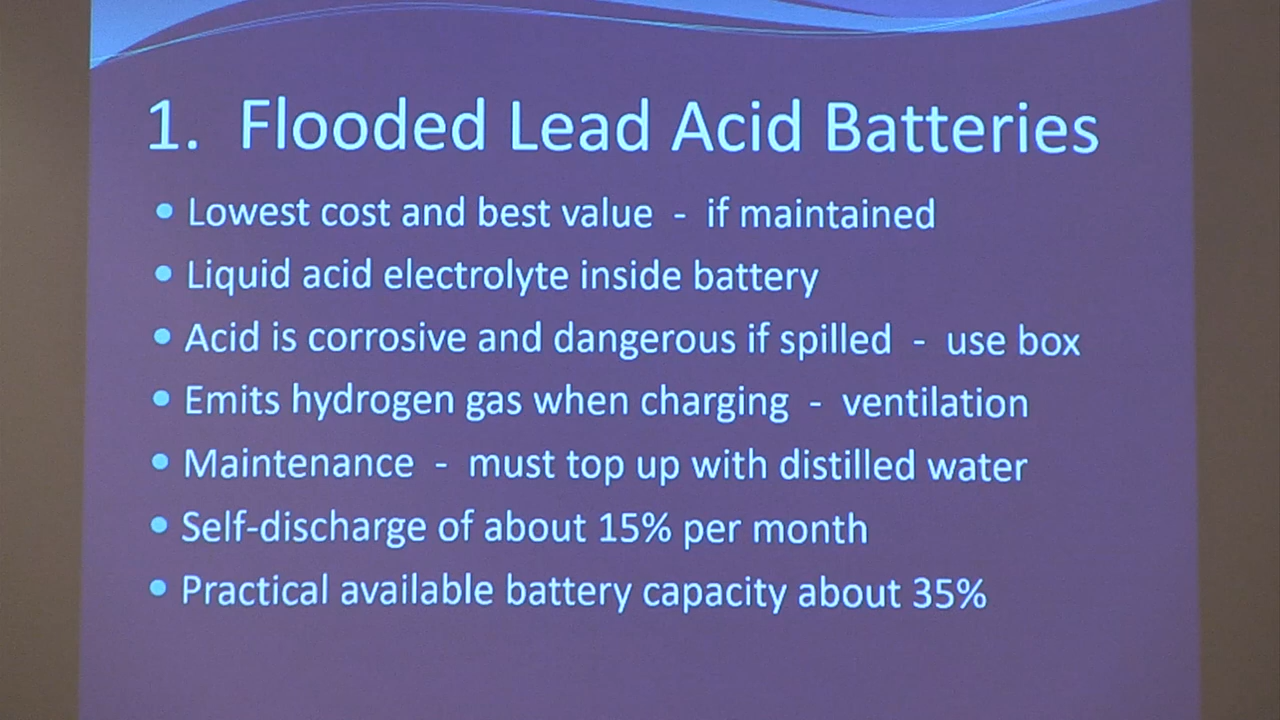 1. Flooded Lead Acid Batteries
• Lowest cost and best value - if maintained
• Liquid acid electrolyte inside battery
• Acid is corrosive and dangerous if spilled - use box
• Emits hydrogen gas when charging - ventilation
• Maintenance - must top up with distilled water
• Self-discharge of about 15% per month
• Practical available battery capacity about 35%